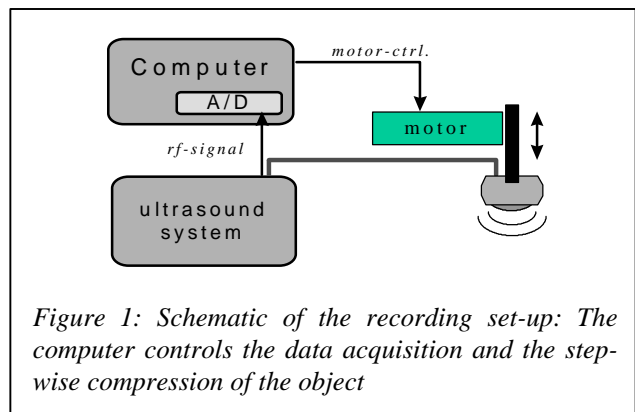 motor-ctrl.
Computer
A/D
motor
rf-signal
ultrasound
system
Figure 1: Schematic of the recording set-up: The
computer controls the data acquisition and the step-
wise compression of the object